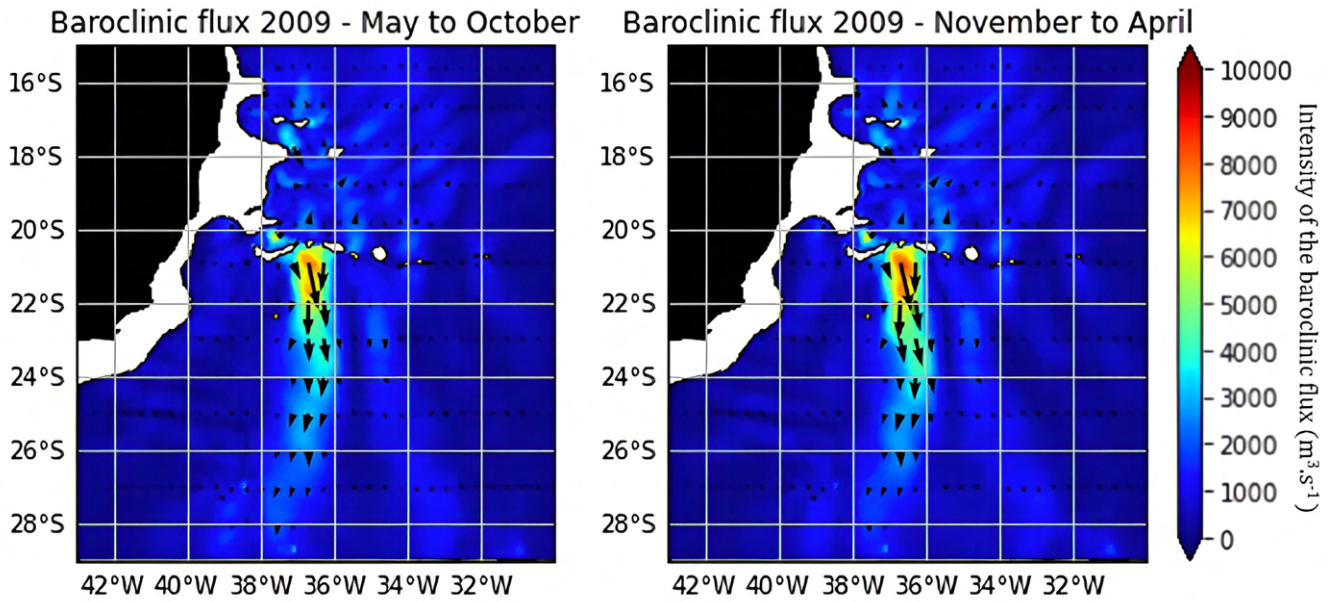 Baroclinic flux 2009 - May to October
Baroclinic flux 2009 - November to April
16°S
18°S
20°S
22°S
24°S
26°S
28°S
42°W 40°W 38°W 36°W 34°W 32°W
16°S
18°S
20°S
22°S
24°S
26°S
28°S
42°W 40°W 38°W 36°W 34°W 32°W
10000
9000
8000
7000
6000
5000
4000
3000
2000
1000
0
Intensity of the baroclinic flux (m³.s⁻¹)